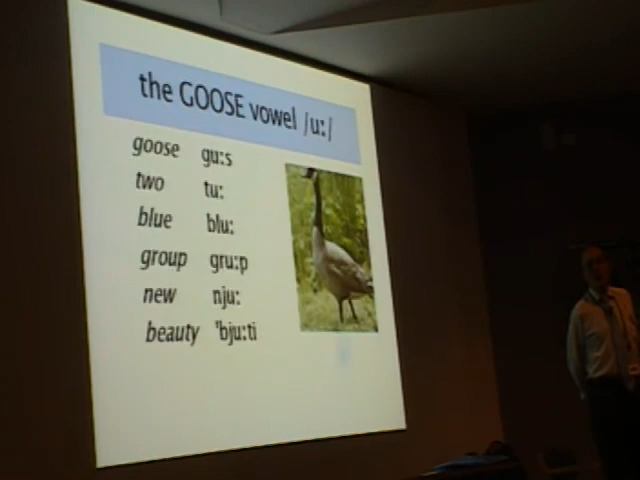 the GOOSE vowel /uː/
goose guːs
two tuː
blue bluː
group gruːp
new njuː
beauty ˈbjuːti